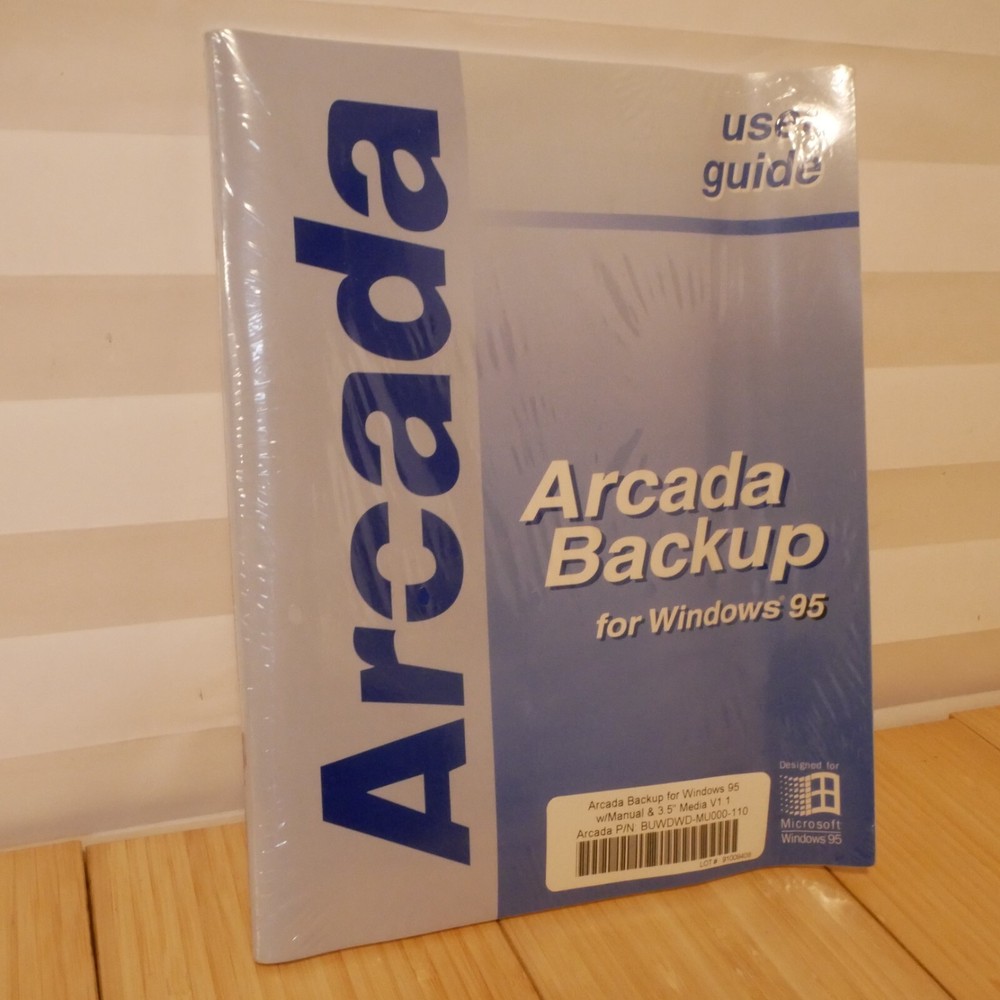 Arcada
user
guide
Arcada
Backup
for Windows® 95
Arcada Backup for Windows 95
w/Manual & 3.5" Media V1.1
Arcada P/N: BUWDWD-MU000-110
LOT #
Designed for
Microsoft®
Windows 95